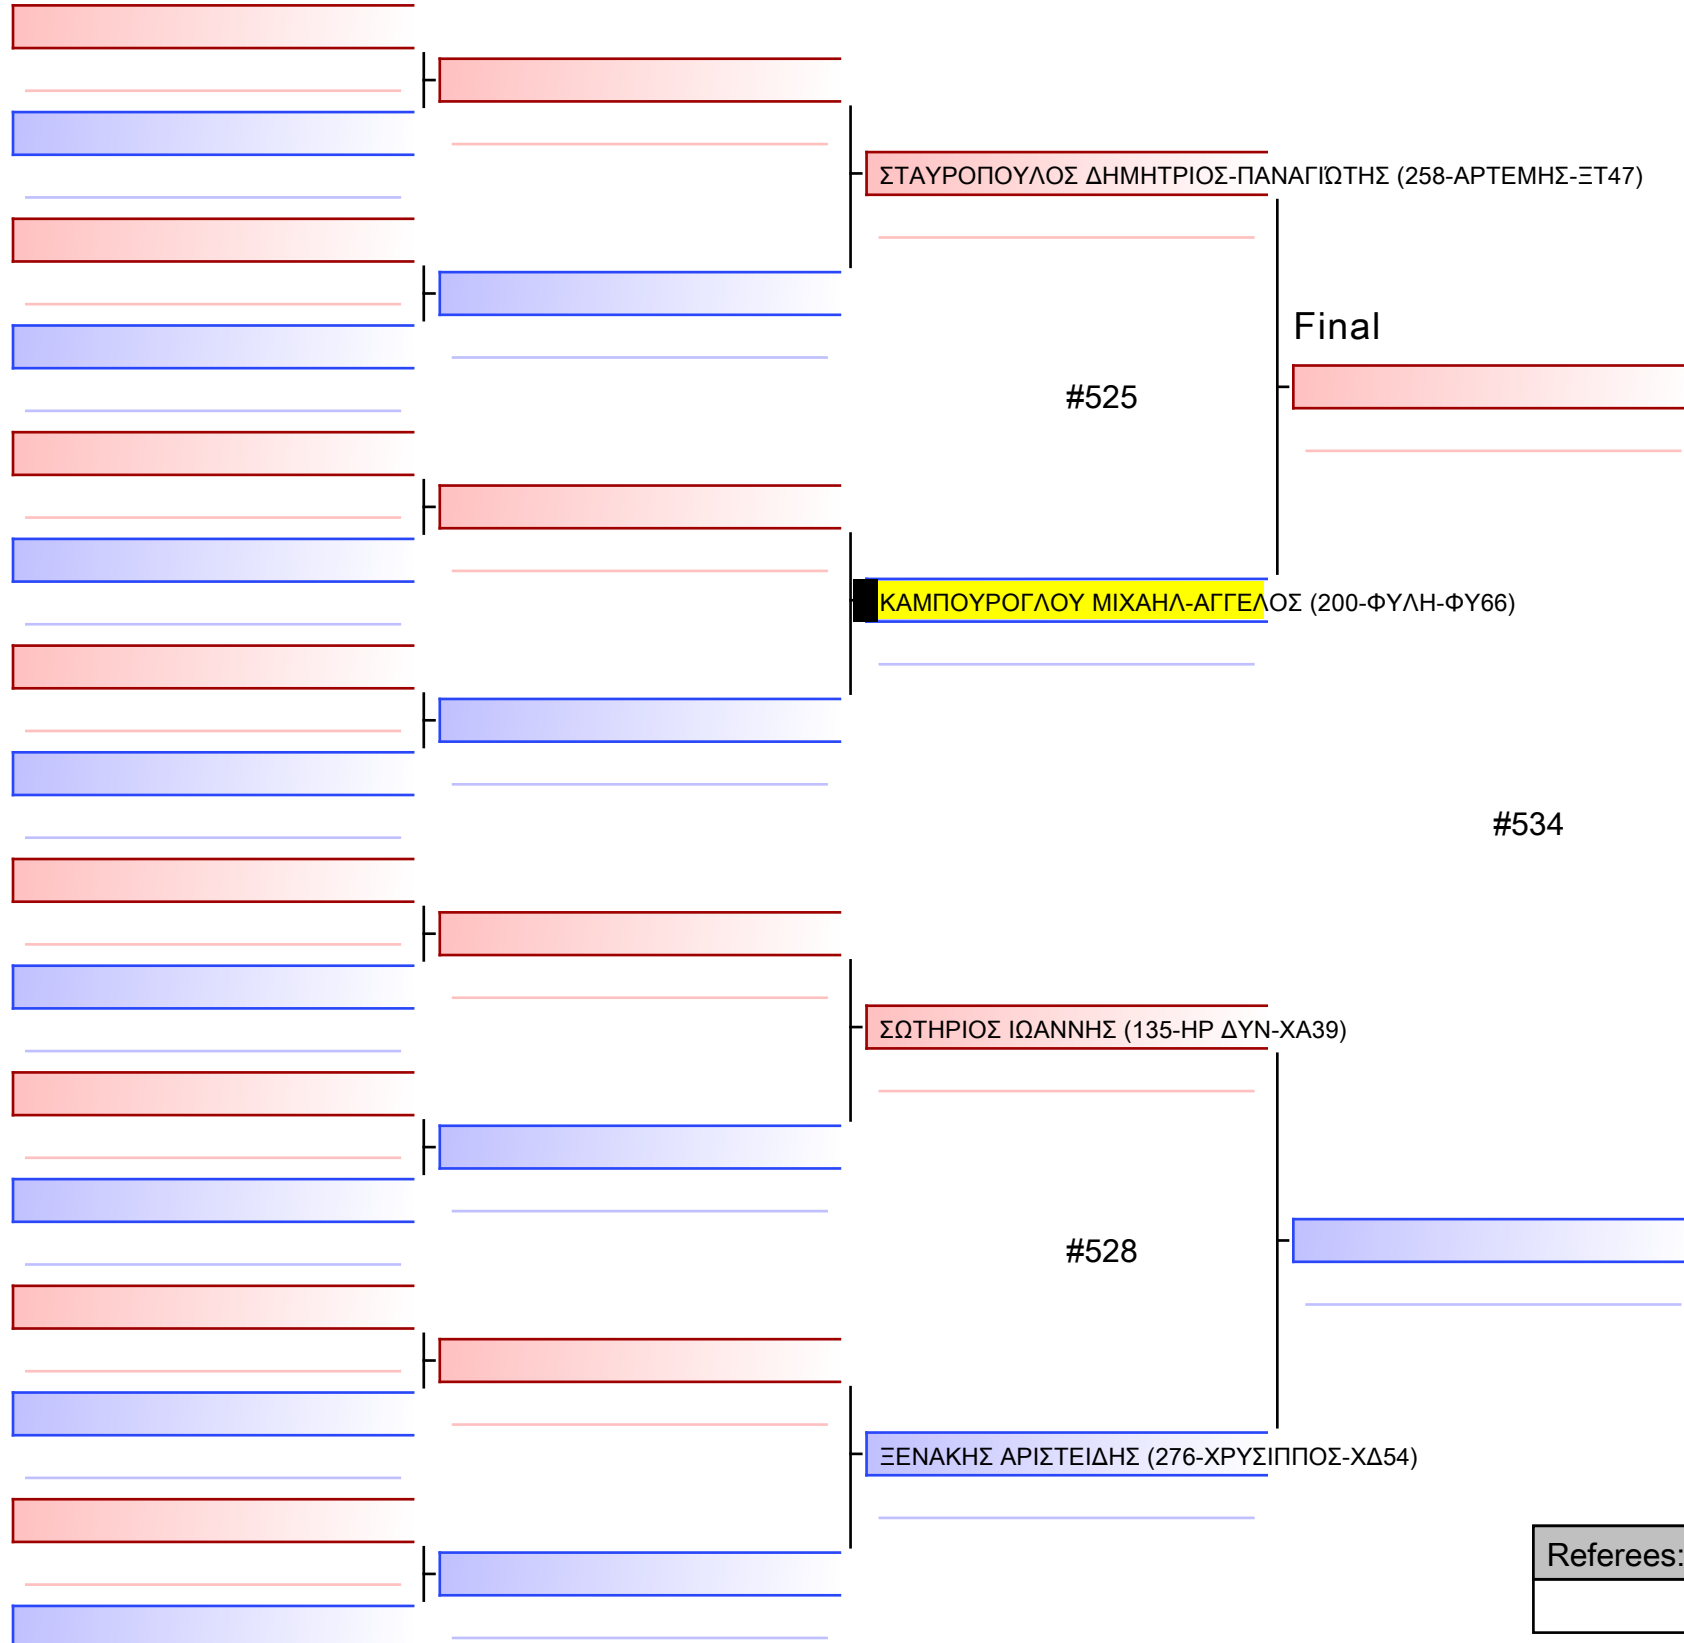 ΣΤΑΥΡΟΠΟΥΛΟΣ ΔΗΜΗΤΡΙΟΣ-ΠΑΝΑΓΙΏΤΗΣ (258-ΑΡΤΕΜΗΣ-ΞΤ47)
Final
#525
ΚΑΜΠΟΥΡΟΓΛΟΥ ΜΙΧΑΗΛ-ΑΓΓΕΛΟΣ (200-ΦΥΛΗ-ΦΥ66)
#534
ΣΩΤΗΡΙΟΣ ΙΩΑΝΝΗΣ (135-ΗΡ ΔΥΝ-ΧΑ39)
#528
ΞΕΝΑΚΗΣ ΑΡΙΣΤΕΙΔΗΣ (276-ΧΡΥΣΙΠΠΟΣ-ΧΔ54)
Referees: